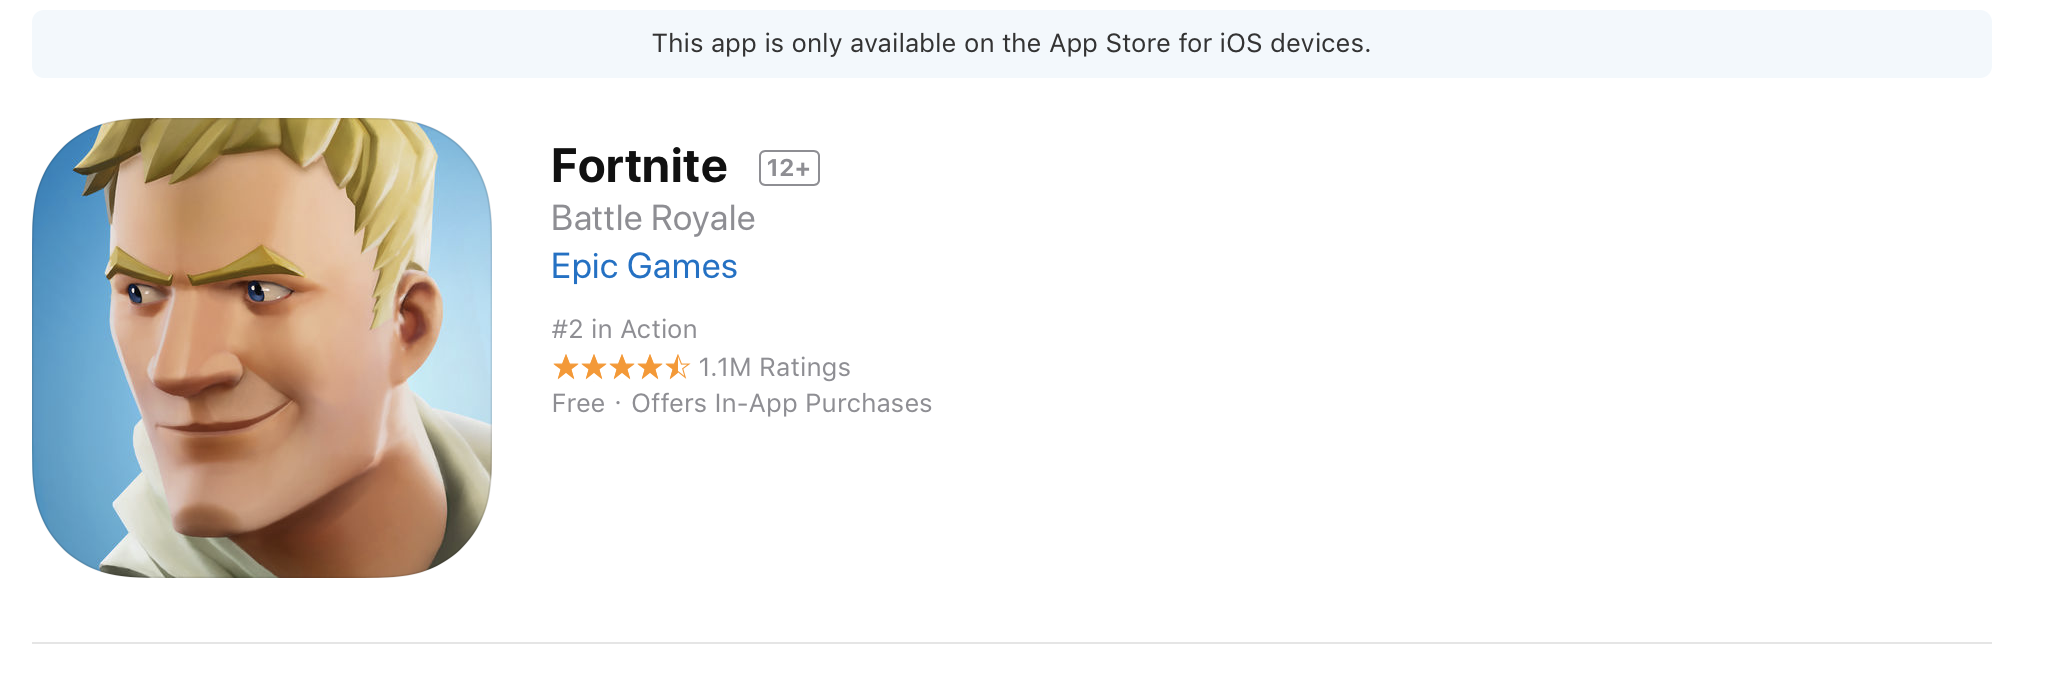 This app is only available on the App Store for iOS devices.
Fortnite 12+
Battle Royale
Epic Games
#2 in Action
1.1M Ratings
Free · Offers In-App Purchases